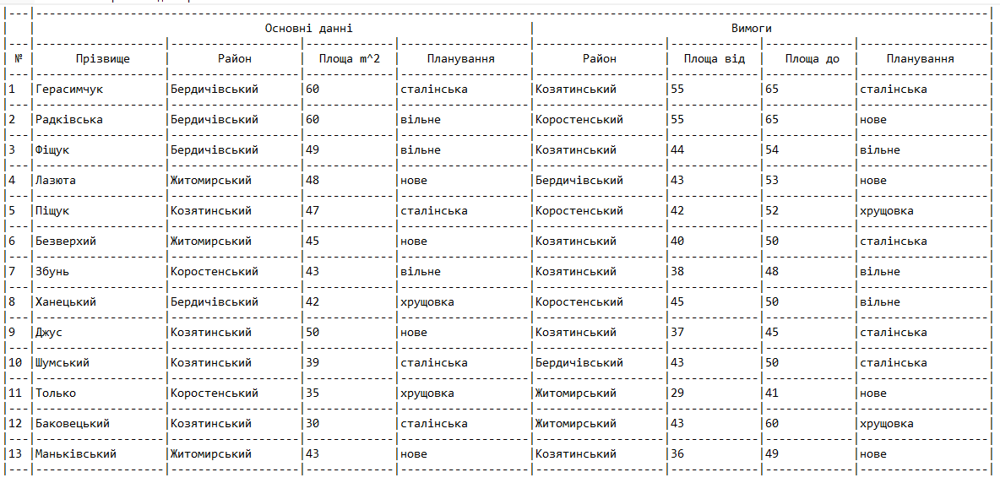 Основні данні Вимоги
№ Прізвище Район Площа m^2 Планування Район Площа від Площа до Планування
1 Герасимчук Бердичівський 60 сталінська Козятинський 55 65 сталінська
2 Радківська Бердичівський 60 вільне Коростенський 55 65 нове
3 Фіщук Бердичівський 49 вільне Козятинський 44 54 вільне
4 Лазюта Житомирський 48 нове Бердичівський 43 53 нове
5 Піщук Козятинський 47 сталінська Коростенський 42 52 хрущовка
6 Безверхий Житомирський 45 нове Козятинський 40 50 сталінська
7 Збунь Коростенський 43 вільне Козятинський 38 48 вільне
8 Ханецький Бердичівський 42 хрущовка Коростенський 45 50 вільне
9 Джус Козятинський 50 нове Козятинський 37 45 сталінська
10 Шумський Козятинський 39 сталінська Бердичівський 43 50 сталінська
11 Только Коростенський 35 хрущовка Житомирський 29 41 нове
12 Баковецький Козятинський 30 сталінська Житомирський 43 60 хрущовка
13 Маньківський Житомирський 43 нове Козятинський 36 49 нове